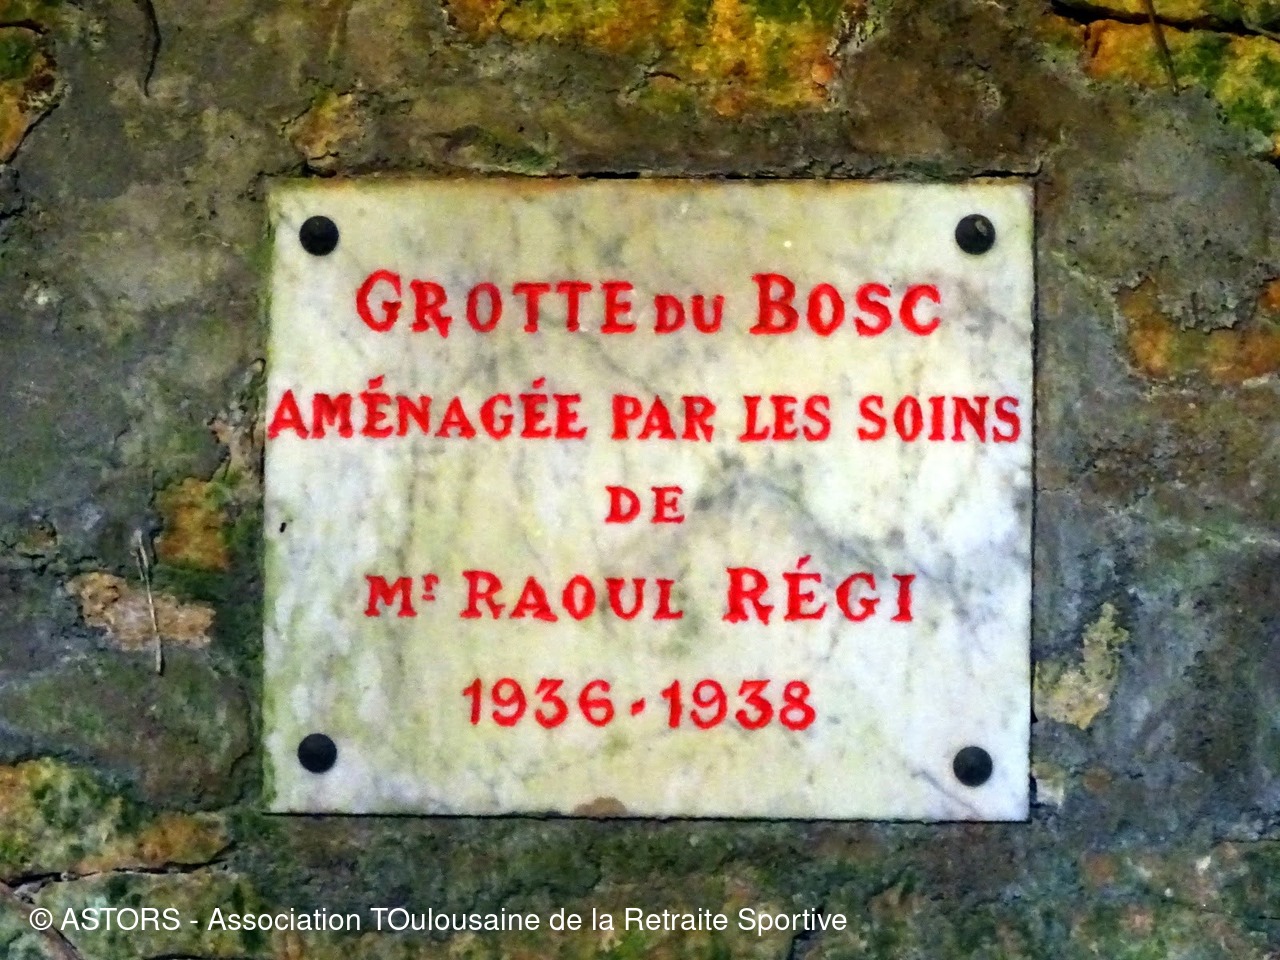 GROTTE DU BOSC
AMÉNAGÉE PAR LES SOINS
DE
Mr RAOUL RÉGI
1936 - 1938
© ASTORS - Association TOulousaine de la Retraite Sportive